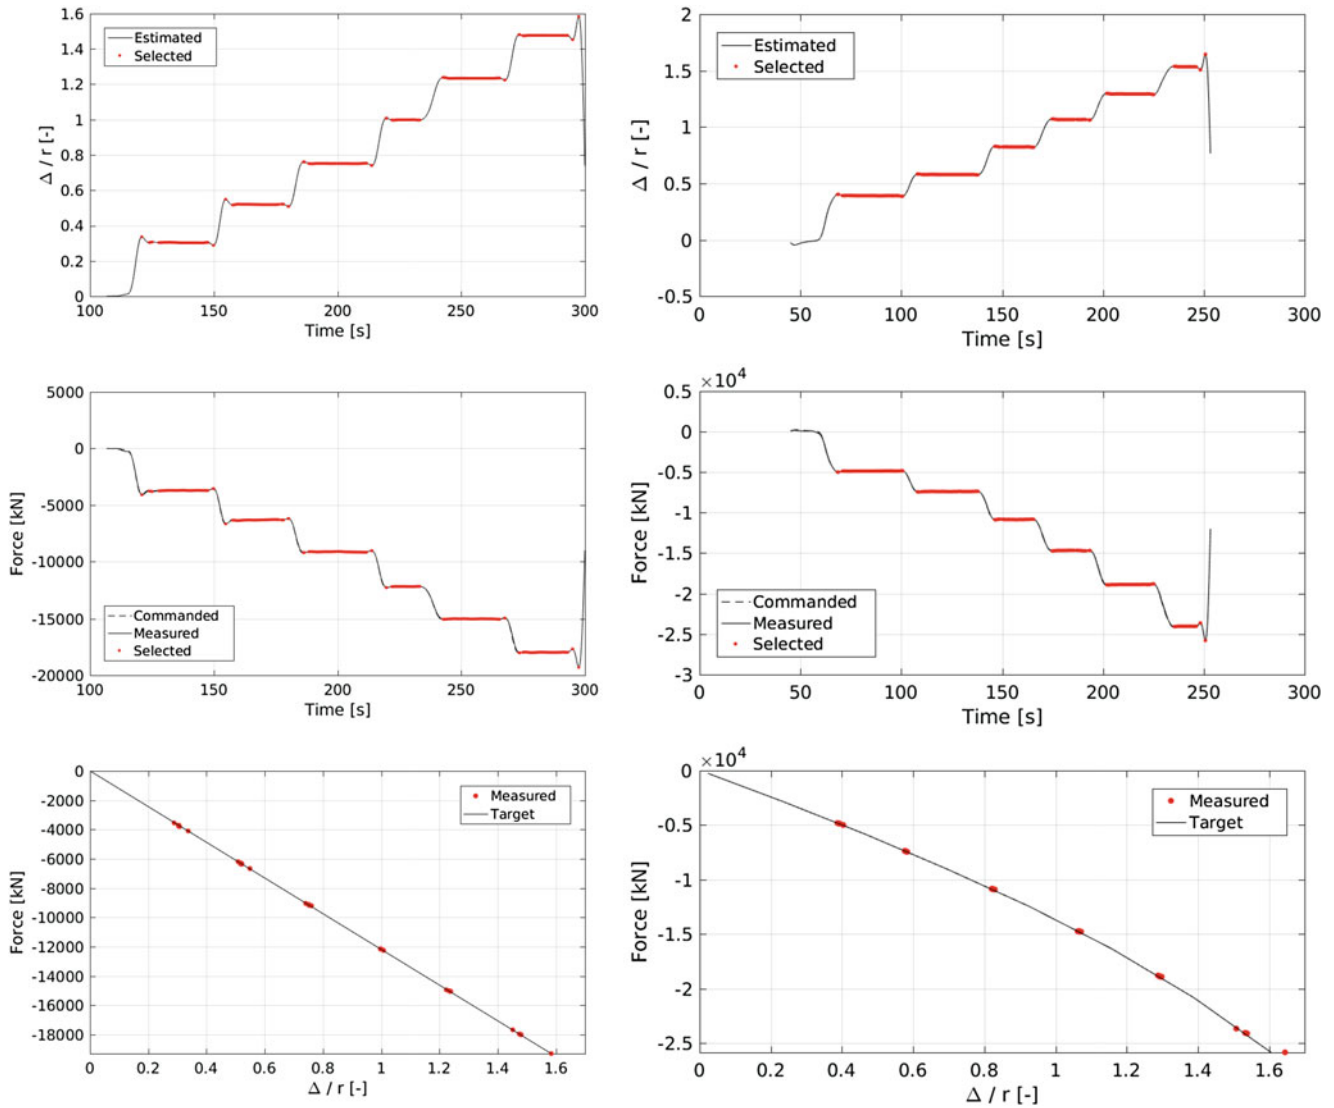 1.6
1.4
1.2
1
0.8
0.6
0.4
0.2
0
Δ / r [-]
Estimated
Selected
100 150 200 250 300
Time [s]
2
1.5
1
0.5
0
-0.5
Δ / r [-]
Estimated
Selected
0 50 100 150 200 250 300
Time [s]
5000
0
-5000
-10000
-15000
-20000
Force [kN]
Commanded
Measured
Selected
100 150 200 250 300
Time [s]
×10⁴
0.5
0
-0.5
-1
-1.5
-2
-2.5
-3
Force [kN]
Commanded
Measured
Selected
0 50 100 150 200 250 300
Time [s]
0
-2000
-4000
-6000
-8000
-10000
-12000
-14000
-16000
-18000
Force [kN]
Measured
Target
0 0.2 0.4 0.6 0.8 1 1.2 1.4 1.6
Δ / r [-]
×10⁴
0
-0.5
-1
-1.5
-2
-2.5
Force [kN]
Measured
Target
0 0.2 0.4 0.6 0.8 1 1.2 1.4 1.6
Δ / r [-]